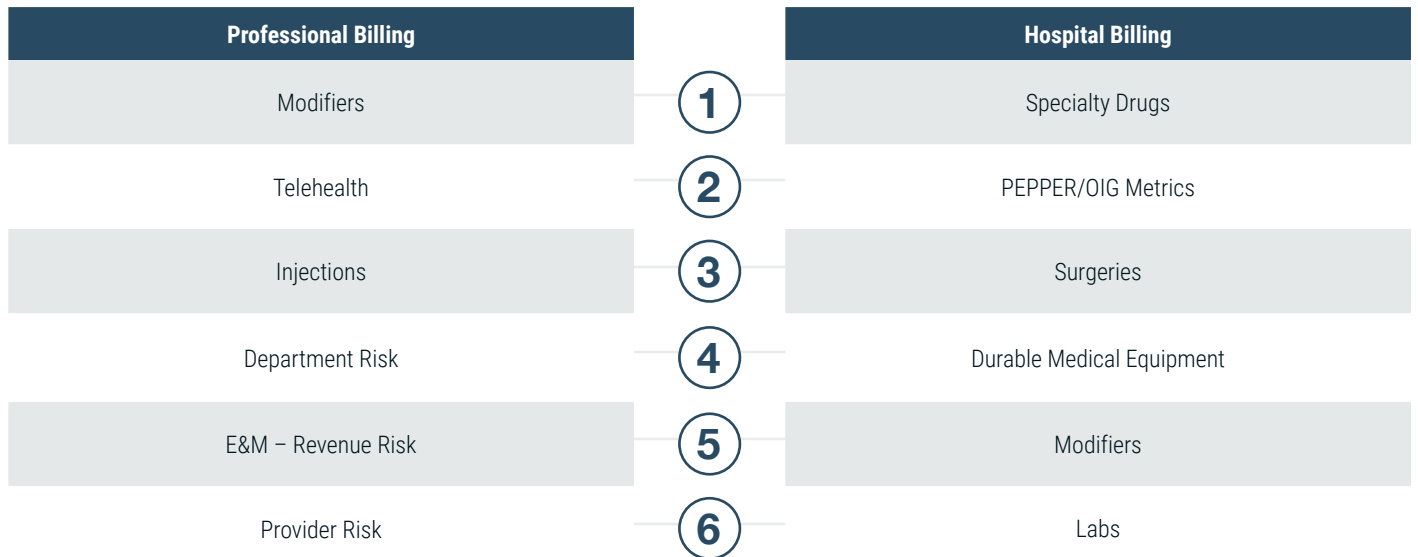 Professional Billing Hospital Billing
Modifiers 1 Specialty Drugs
Telehealth 2 PEPPER/OIG Metrics
Injections 3 Surgeries
Department Risk 4 Durable Medical Equipment
E&M – Revenue Risk 5 Modifiers
Provider Risk 6 Labs